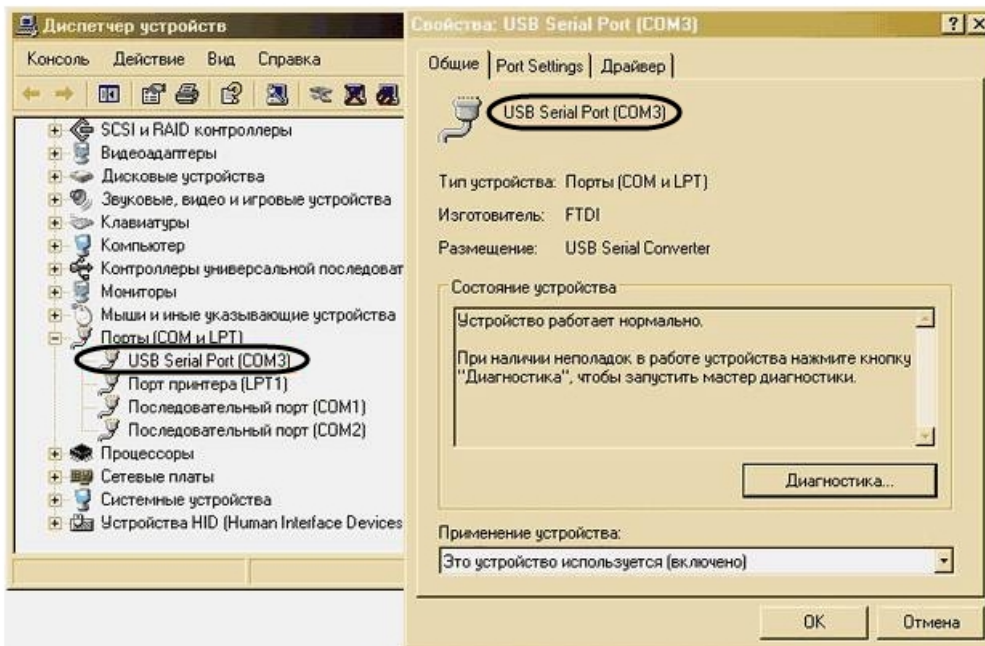 Диспетчер устройств
Консоль Действие Вид Справка
SCSI и RAID контроллеры
Видеоадаптеры
Дисковые устройства
Звуковые, видео и игровые устройства
Клавиатуры
Компьютер
Контроллеры универсальной последоват
Мониторы
Мыши и иные указывающие устройства
Порты (COM и LPT)
USB Serial Port (COM3)
Порт принтера (LPT1)
Последовательный порт (COM1)
Последовательный порт (COM2)
Процессоры
Сетевые платы
Системные устройства
Устройства HID (Human Interface Devices
Свойства: USB Serial Port (COM3)
Общие Port Settings Драйвер
USB Serial Port (COM3)
Тип устройства: Порты (COM и LPT)
Изготовитель: FTDI
Размещение: USB Serial Converter
Состояние устройства
Устройство работает нормально.
При наличии неполадок в работе устройства нажмите кнопку
"Диагностика", чтобы запустить мастер диагностики.
Диагностика...
Применение устройства:
Это устройство используется (включено)
OK Отмена